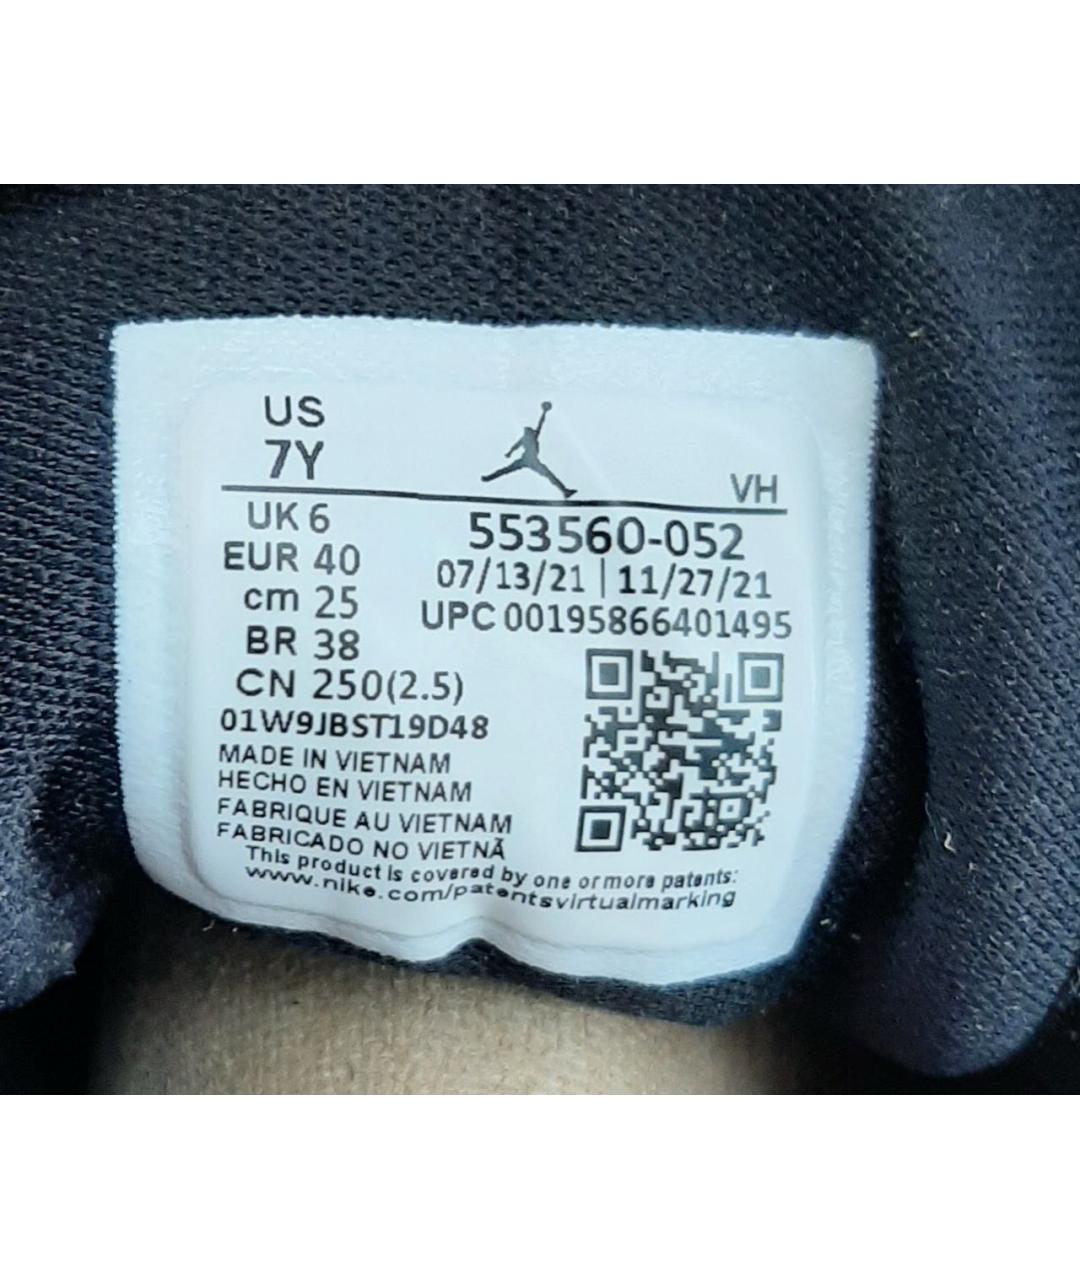 US
7Y
VH
UK 6
EUR 40
cm 25
BR 38
CN 250(2.5)
553560-052
07/13/21 | 11/27/21
UPC 00195866401495
01W9JBST19D48
MADE IN VIETNAM
HECHO EN VIETNAM
FABRIQUE AU VIETNAM
FABRICADO NO VIETNÃ
This product is covered by one or more patents:
www.nike.com/patentsvirtualmarking